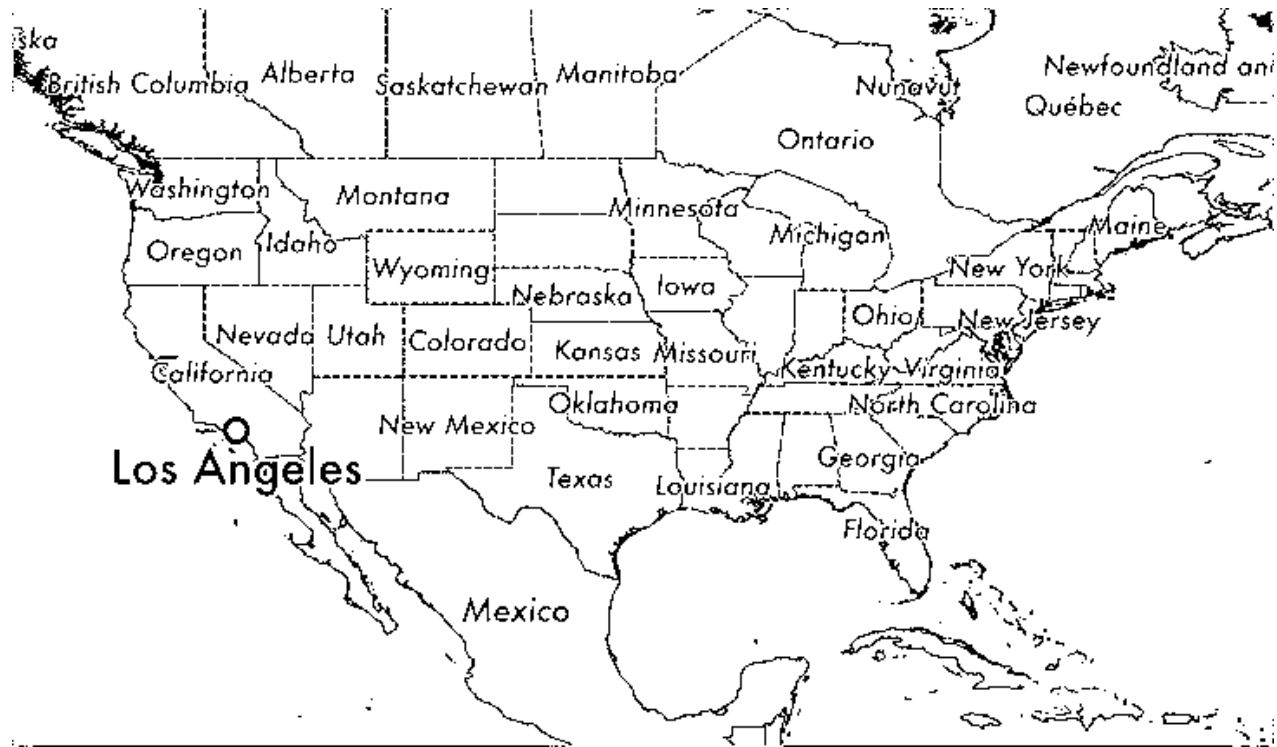 ska
British Columbia
Alberta
Saskatchewan
Manitoba
Nunavut
Newfoundland an
Québec
Ontario
Washington
Montana
Minnesota
Michigan
Maine
Oregon
Idaho
Wyoming
New York
Nebraska
Iowa
Ohio
New Jersey
Nevada
Utah
Colorado
Kansas
Missouri
Kentucky
Virginia
California
Oklahoma
North Carolina
New Mexico
Georgia
Los Angeles
Texas
Louisiana
Florida
Mexico